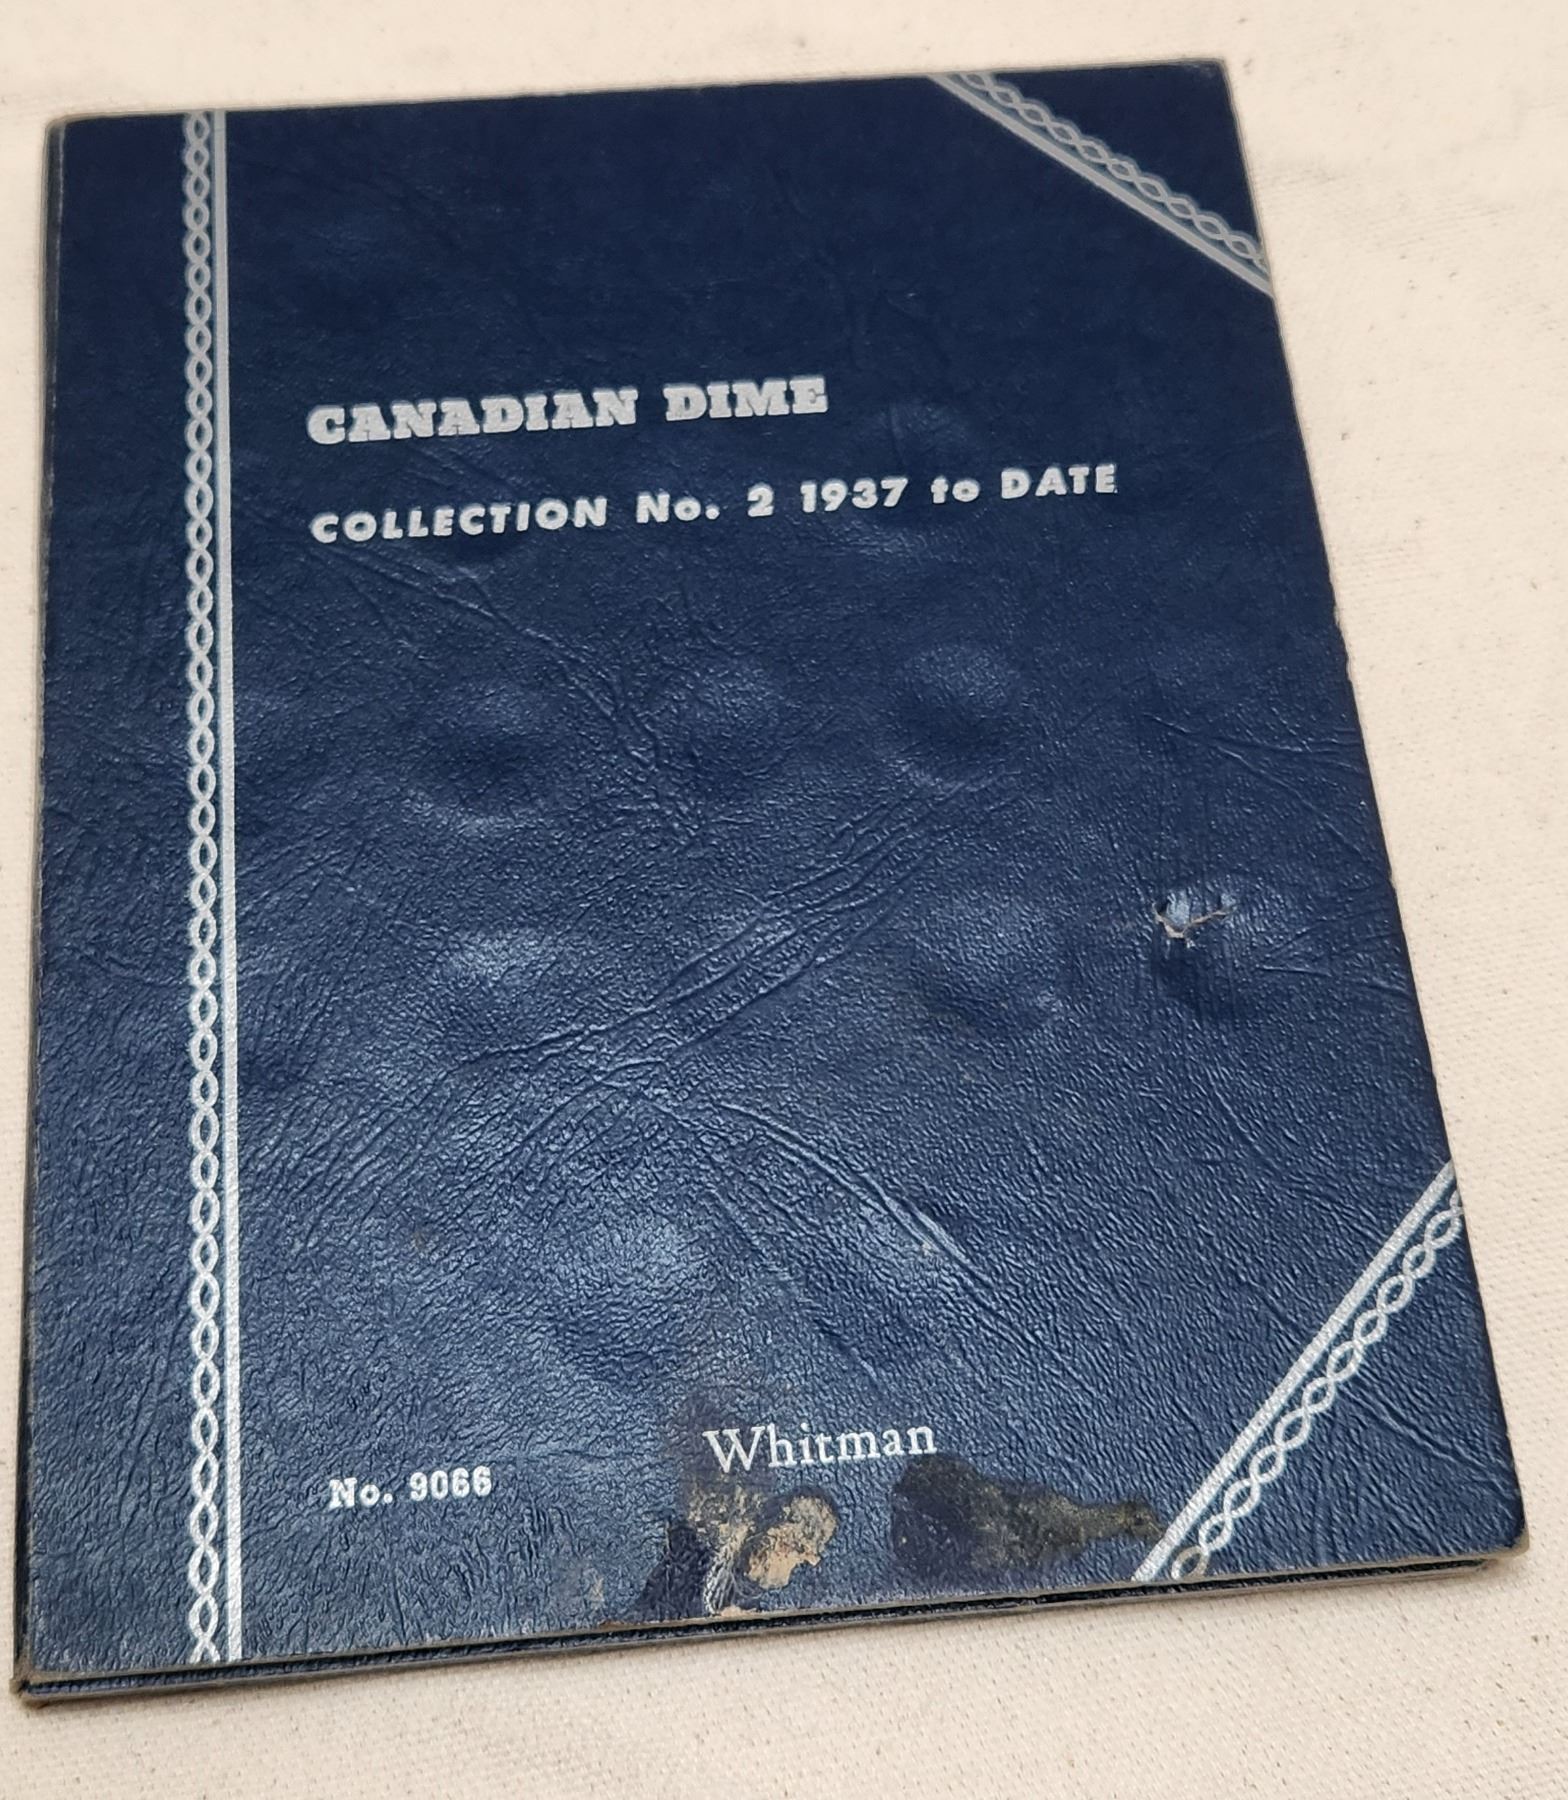 CANADIAN DIME
COLLECTION No. 2 1937 to DATE
Whitman
No. 9066